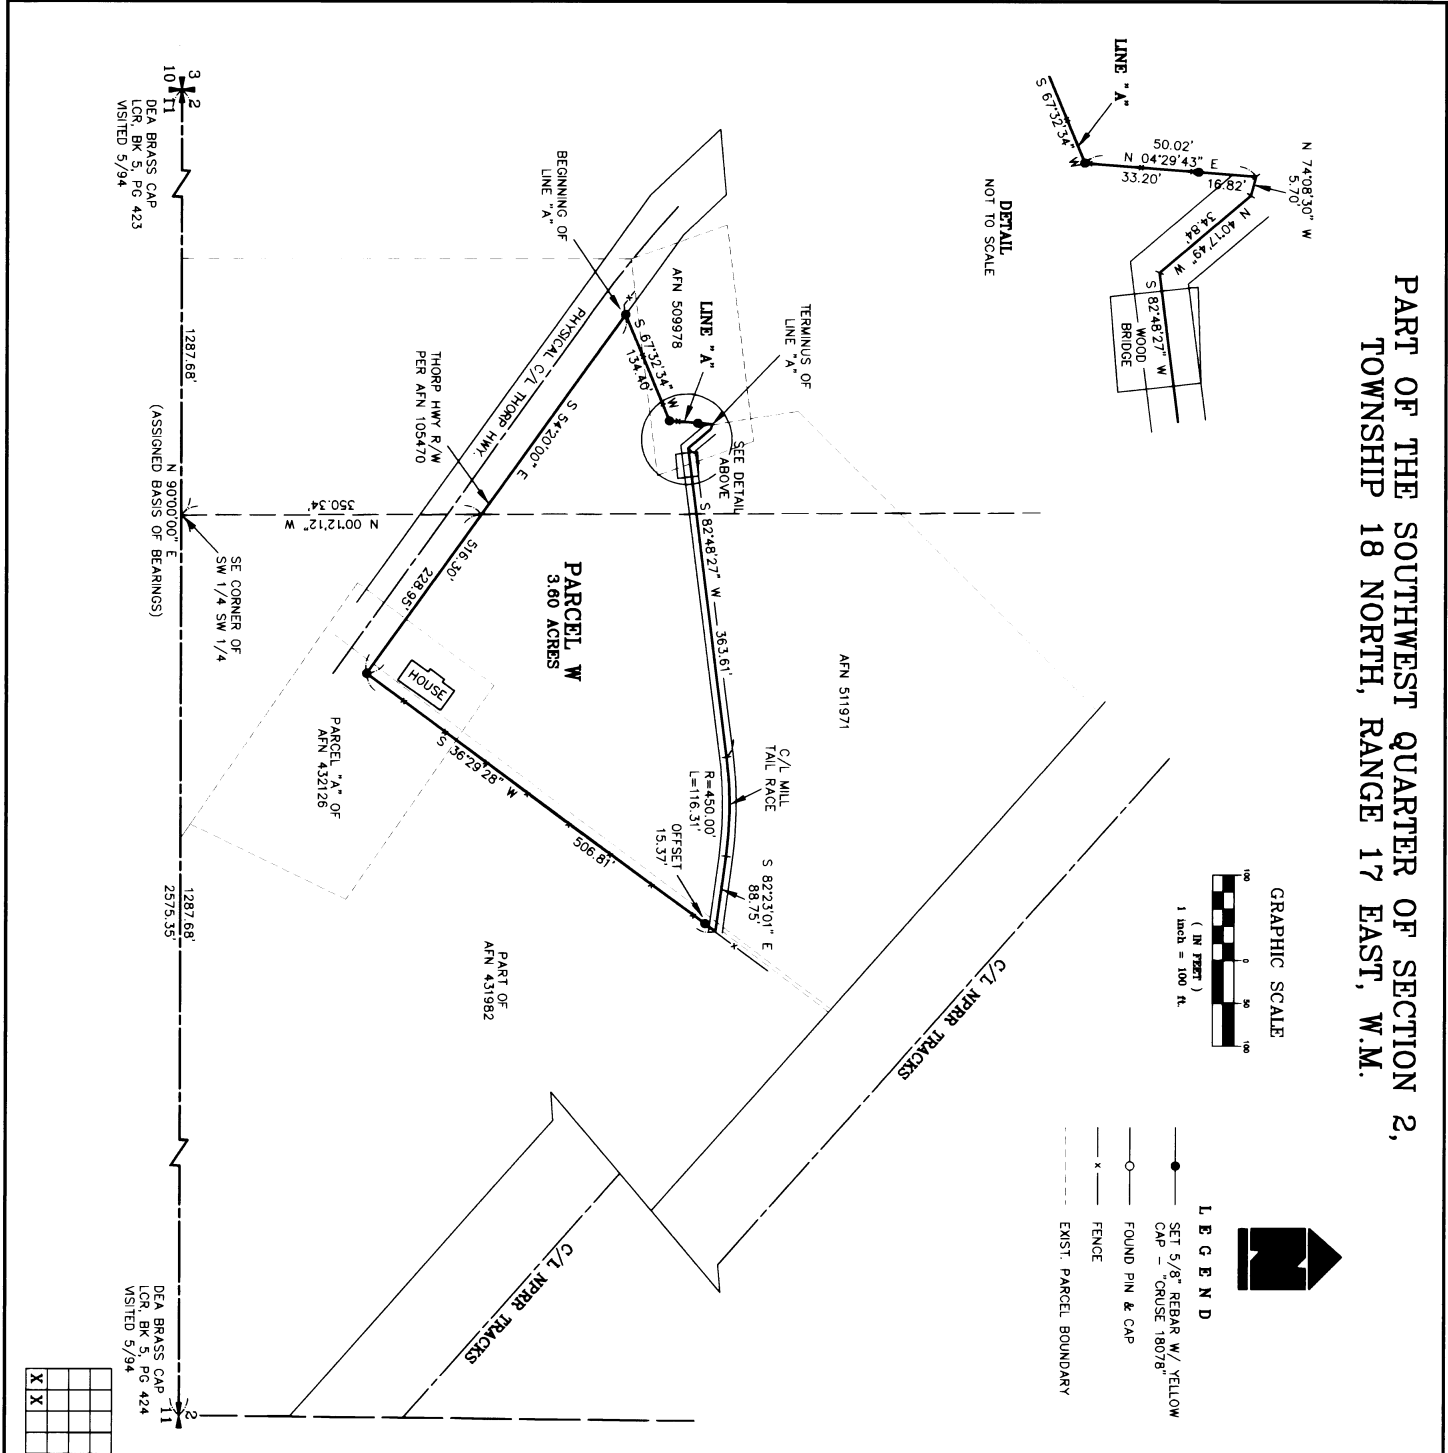 PART OF THE SOUTHWEST QUARTER OF SECTION 2,
TOWNSHIP 18 NORTH, RANGE 17 EAST, W.M.
GRAPHIC SCALE
100
0
50
100
( IN FEET )
1 inch = 100 ft.
N
L E G E N D
SET 5/8" REBAR W/ YELLOW
CAP - "CRUSE 18078"
FOUND PIN & CAP
x
FENCE
EXIST. PARCEL BOUNDARY
LINE "A"
S 67°32'34" W
50.02'
N 04°29'43" E
33.20'
16.82'
N 74°08'30" W
5.70'
N 40°17'49" W
34.84'
S 82°48'27" W
WOOD
BRIDGE
DETAIL
NOT TO SCALE
TERMINUS OF
LINE "A"
LINE "A"
AFN 509978
SEE DETAIL
ABOVE
BEGINNING OF
LINE "A"
S 67°32'34" W
134.40'
S 82°48'27" W
363.61'
AFN 511971
C/L MILL
TAIL RACE
R=450.00'
L=116.31'
S 82°23'01" E
88.75'
OFFSET
15.37'
C/L NPRR TRACKS
C/L NPRR TRACKS
PARCEL W
3.60 ACRES
PHYSICAL C/L THORP HWY.
S 54°20'00" E
516.30'
228.95'
THORP HWY R/W
PER AFN 105470
N 00°12'12" W
350.34'
HOUSE
S 36°29'28" W
506.81'
PARCEL "A" OF
AFN 432126
PART OF
AFN 431982
SE CORNER OF
SW 1/4 SW 1/4
3
2
10
11
DEA BRASS CAP
LCR, BK 5, PG 423
VISITED 5/94
1287.68'
N 90°00'00" E
(ASSIGNED BASIS OF BEARINGS)
1287.68'
2575.35'
2
11
DEA BRASS CAP
LCR, BK 5, PG 424
VISITED 5/94
X X